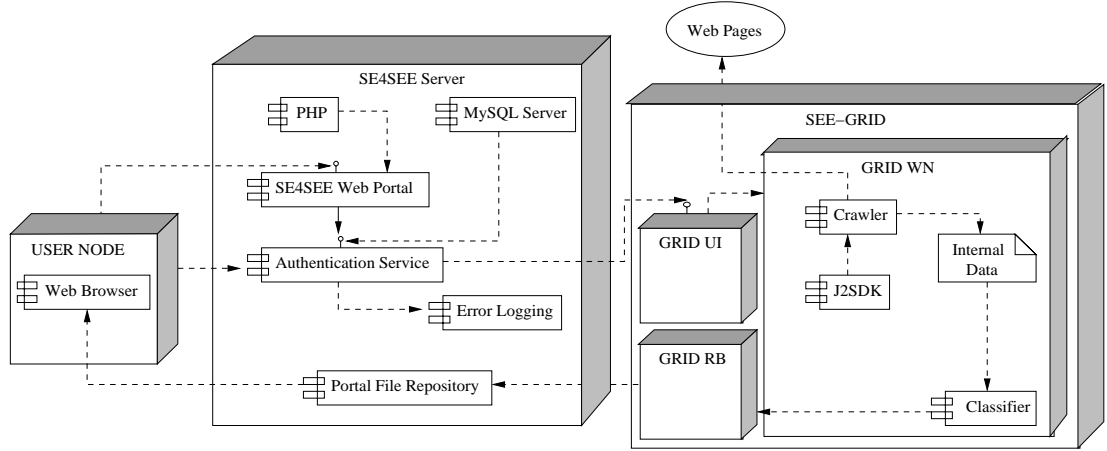 Web Pages
SE4SEE Server
PHP
MySQL Server
SE4SEE Web Portal
Authentication Service
Error Logging
Portal File Repository
USER NODE
Web Browser
SEE-GRID
GRID WN
GRID UI
GRID RB
Crawler
J2SDK
Internal
Data
Classifier